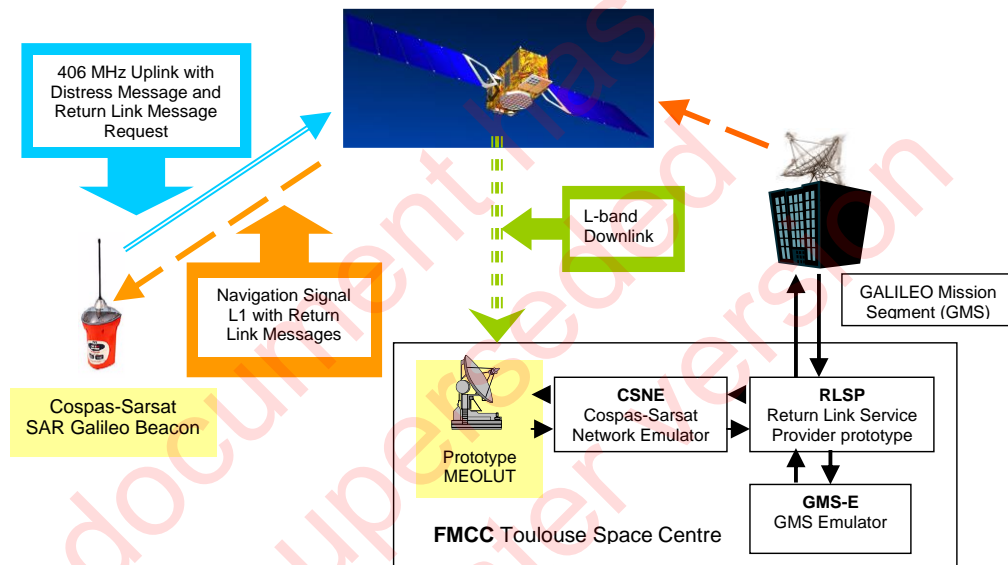 406 MHz Uplink with
Distress Message and
Return Link Message
Request
L-band
Downlink
Navigation Signal
L1 with Return
Link Messages
GALILEO Mission
Segment (GMS)
Cospas-Sarsat
SAR Galileo Beacon
Prototype
MEOLUT
CSNE
Cospas-Sarsat
Network Emulator
RLSP
Return Link Service
Provider prototype
GMS-E
GMS Emulator
FMCC Toulouse Space Centre
document has
superseded
ter version